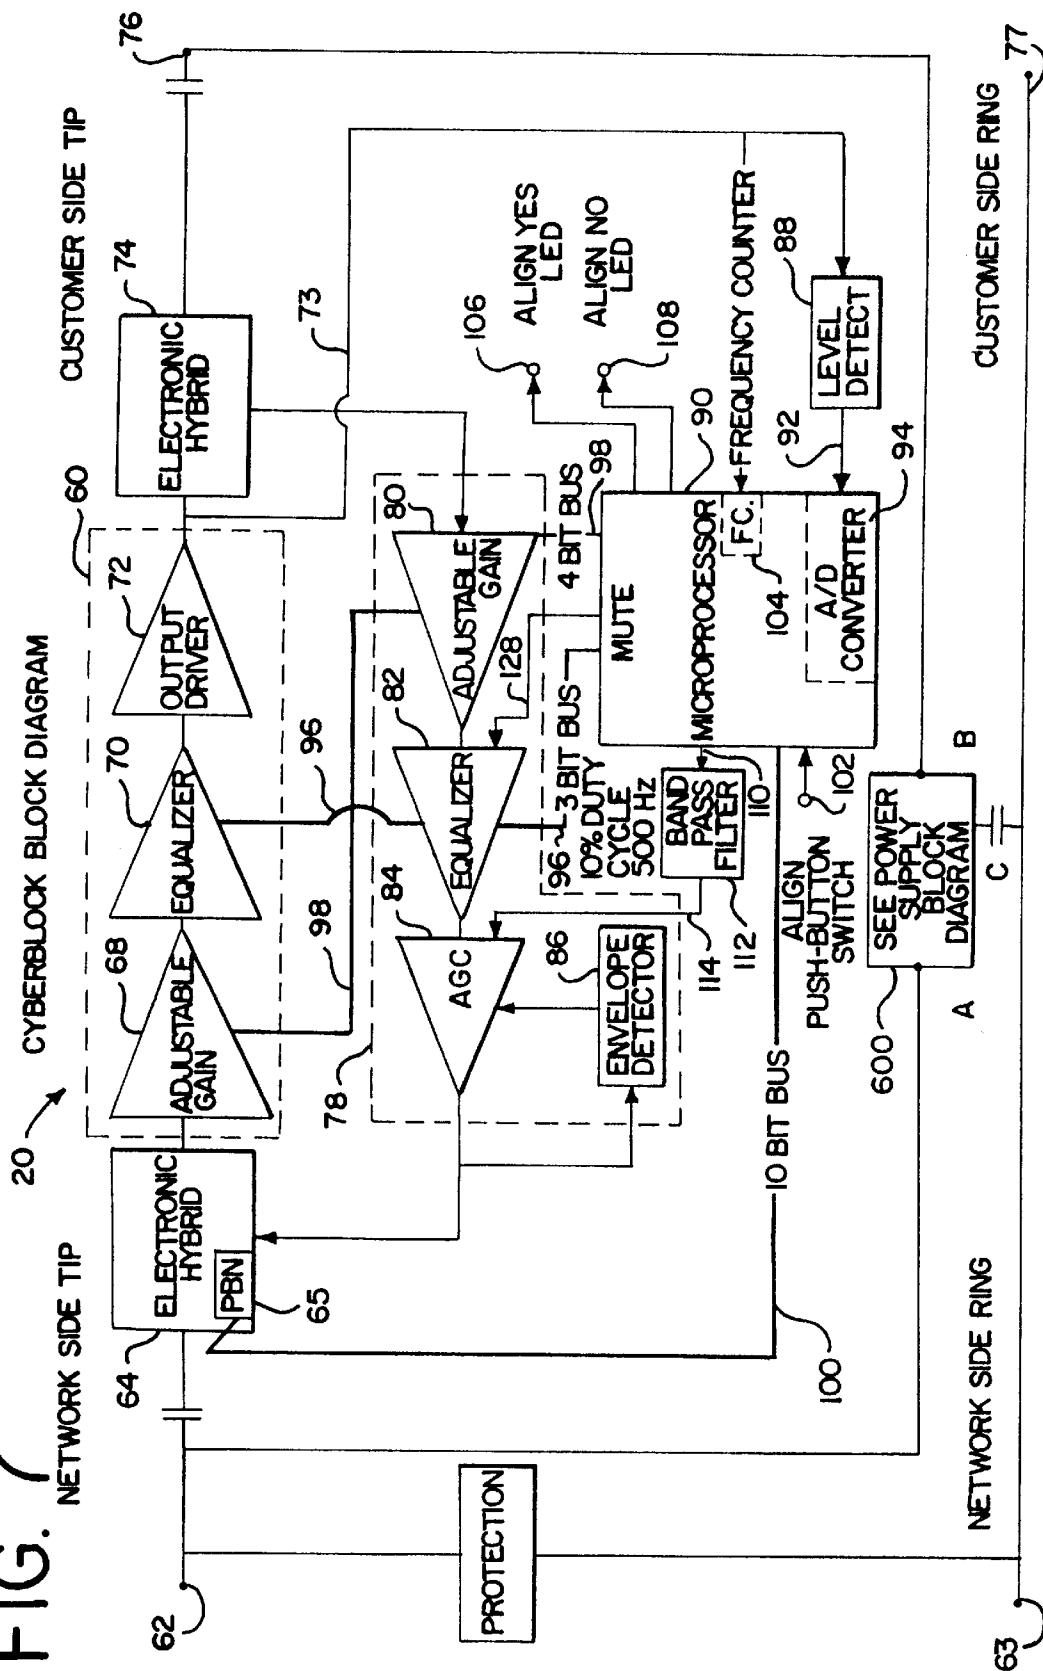 FIG. 7
CYBERBLOCK BLOCK DIAGRAM
20
NETWORK SIDE TIP
CUSTOMER SIDE TIP
60
62
64
ELECTRONIC
HYBRID
PBN
65
68
ADJUSTABLE
GAIN
70
EQUALIZER
72
OUTPUT
DRIVER
74
ELECTRONIC
HYBRID
76
73
98
96
78
84
AGC
82
EQUALIZER
80
ADJUSTABLE
GAIN
86
ENVELOPE
DETECTOR
128
96
3 BIT BUS
10% DUTY
CYCLE
500 Hz
4 BIT BUS
98
106
ALIGN YES
LED
ALIGN NO
LED
108
114
112
BAND
PASS
FILTER
110
MUTE
MICROPROCESSOR
90
F.C.
104
FREQUENCY COUNTER
A/D
CONVERTER
94
92
LEVEL
DETECT
88
PROTECTION
100
10 BIT BUS
ALIGN
PUSH-BUTTON
SWITCH
102
600
SEE POWER
SUPPLY
BLOCK
DIAGRAM
A
B
C
NETWORK SIDE RING
CUSTOMER SIDE RING
63
77